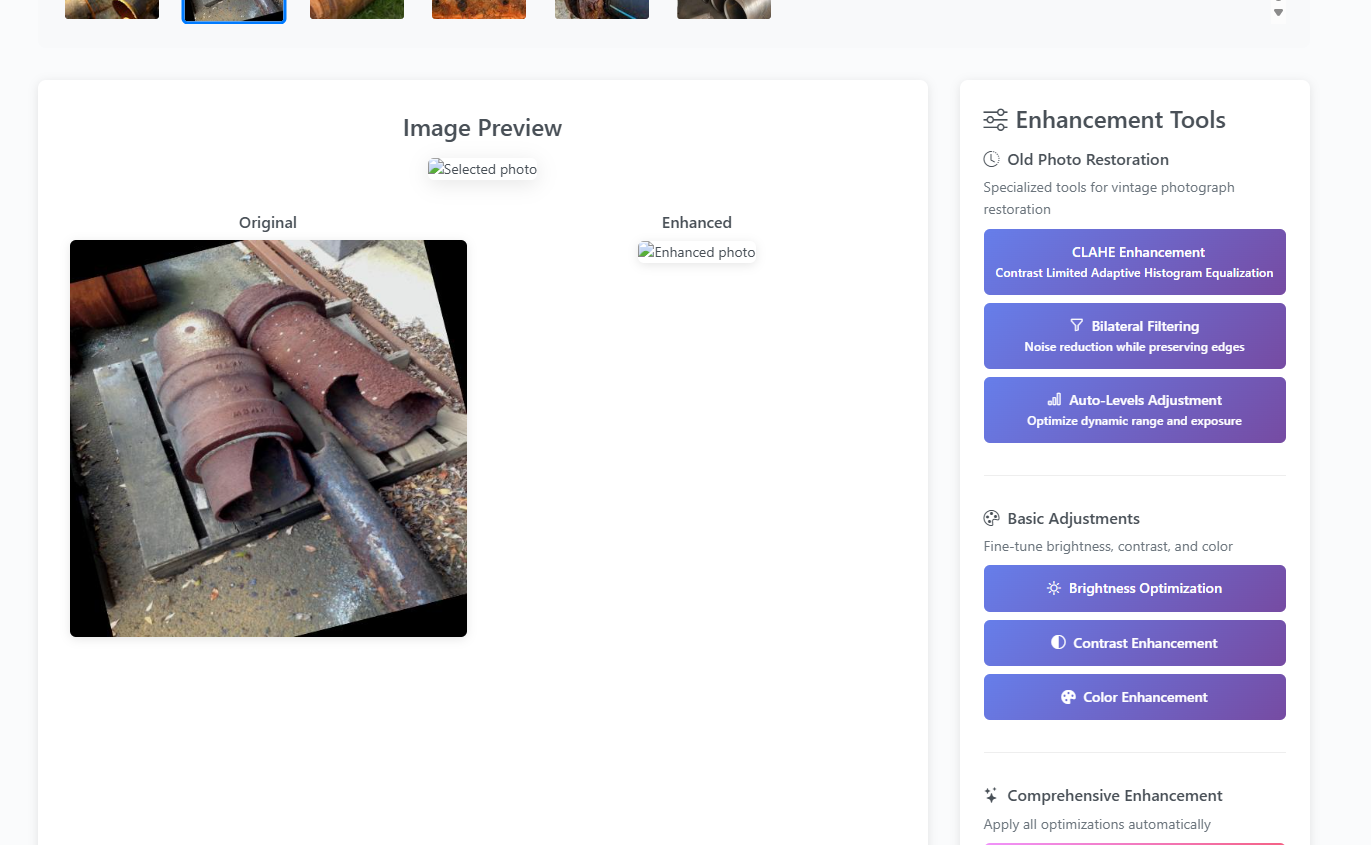 Image Preview
Selected photo
Original
Enhanced
Enhanced photo
Enhancement Tools
Old Photo Restoration
Specialized tools for vintage photograph
restoration
CLAHE Enhancement
Contrast Limited Adaptive Histogram Equalization
Bilateral Filtering
Noise reduction while preserving edges
Auto-Levels Adjustment
Optimize dynamic range and exposure
Basic Adjustments
Fine-tune brightness, contrast, and color
Brightness Optimization
Contrast Enhancement
Color Enhancement
Comprehensive Enhancement
Apply all optimizations automatically